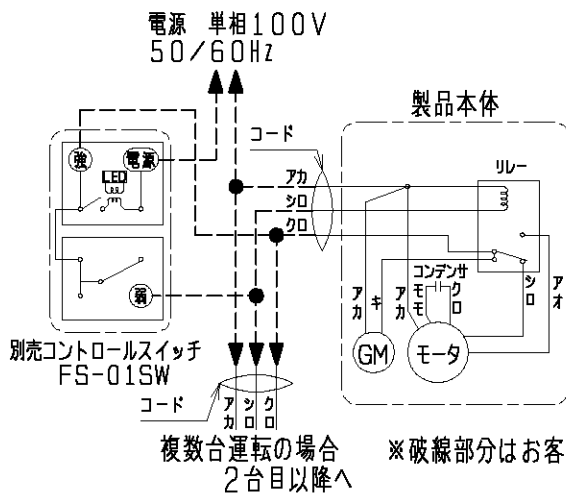 電源 単相100V
50/60Hz
製品本体
コード
強
電源
LED
アカ
シロ
クロ
リレー
弱
コンデンサ
アカ
キ
アカ
モモ
クロ
シロ
アオ
GM
モータ
別売コントロールスイッチ
FS-01SW
コード
アカ
シロ
クロ
複数台運転の場合
2台目以降へ
※破線部分はお客